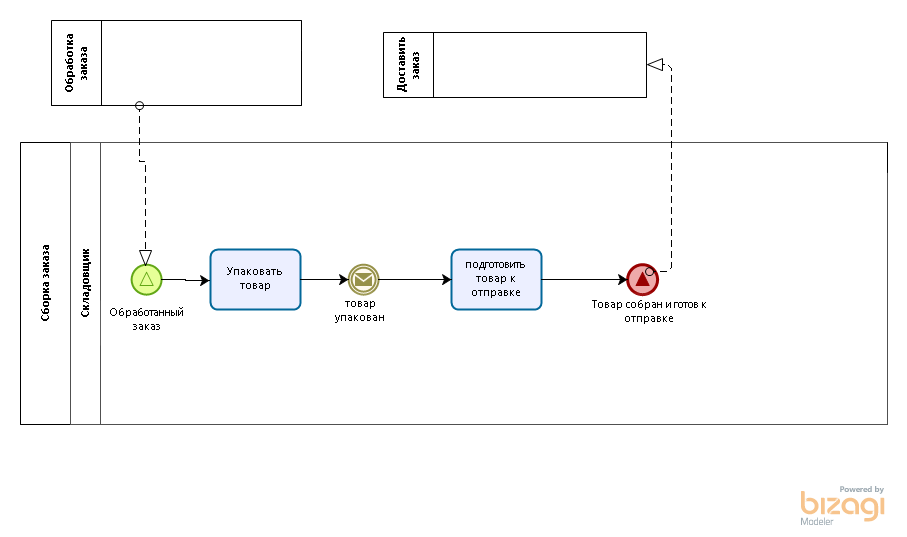 Обработка
заказа
Доставить
заказ
Сборка заказа
Складовщик
Обработанный
заказ
Упаковать
товар
товар
упакован
подготовить
товар к
отправке
Товар собран и готов к
отправке
Powered by
bizagi
Modeler